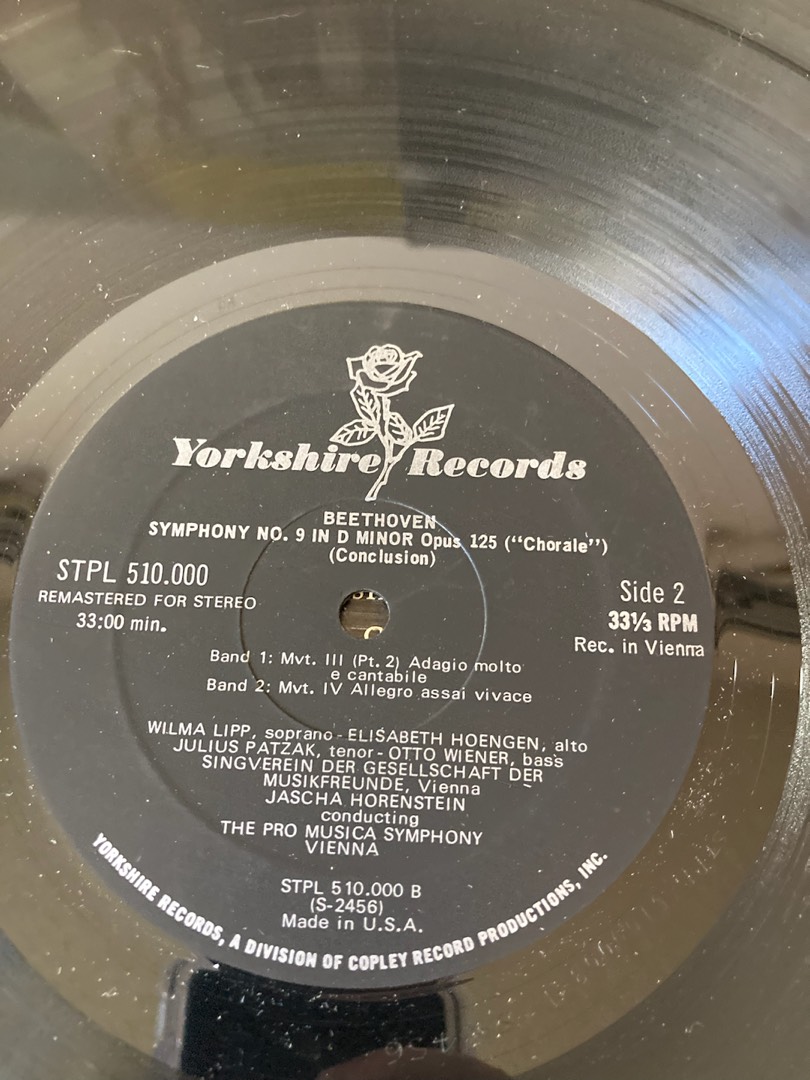 Yorkshire Records
BEETHOVEN
SYMPHONY NO. 9 IN D MINOR Opus 125 ("Chorale")
(Conclusion)
STPL 510.000
REMASTERED FOR STEREO
33:00 min.
Side 2
33⅓ RPM
Rec. in Vienna
Band 1: Mvt. III (Pt. 2) Adagio molto
e cantabile
Band 2: Mvt. IV Allegro assai vivace
WILMA LIPP, soprano - ELISABETH HOENGEN, alto
JULIUS PATZAK, tenor - OTTO WIENER, bass
SINGVEREIN DER GESELLSCHAFT DER
MUSIKFREUNDE, Vienna
JASCHA HORENSTEIN
conducting
THE PRO MUSICA SYMPHONY
VIENNA
STPL 510.000 B
(S-2456)
Made in U.S.A.
YORKSHIRE RECORDS, A DIVISION OF COPLEY RECORD PRODUCTIONS, INC.